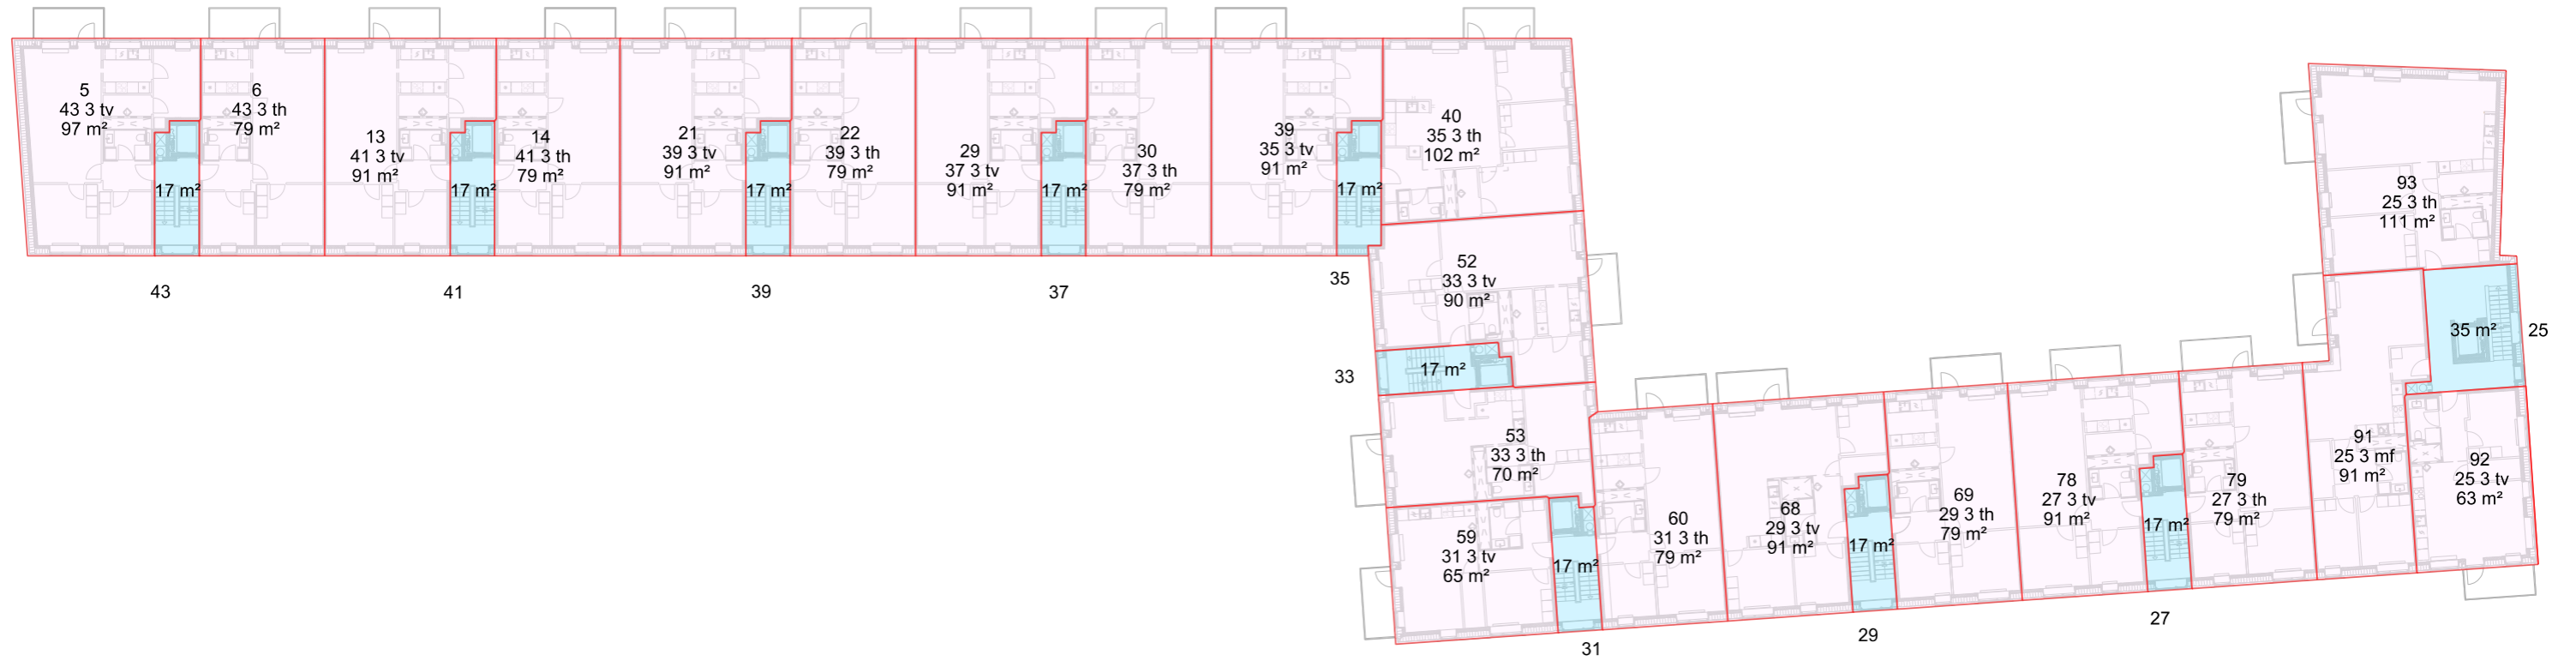 5
43 3 tv
97 m²
17 m²
6
43 3 th
79 m²
13
41 3 tv
91 m²
17 m²
14
41 3 th
79 m²
21
39 3 tv
91 m²
17 m²
22
39 3 th
79 m²
29
37 3 tv
91 m²
17 m²
30
37 3 th
79 m²
39
35 3 tv
91 m²
17 m²
40
35 3 th
102 m²
43
41
39
37
35
52
33 3 tv
90 m²
33
17 m²
53
33 3 th
70 m²
59
31 3 tv
65 m²
17 m²
31
60
31 3 th
79 m²
68
29 3 tv
91 m²
17 m²
29
69
29 3 th
79 m²
78
27 3 tv
91 m²
17 m²
27
79
27 3 th
79 m²
91
25 3 mf
91 m²
92
25 3 tv
63 m²
93
25 3 th
111 m²
35 m²
25